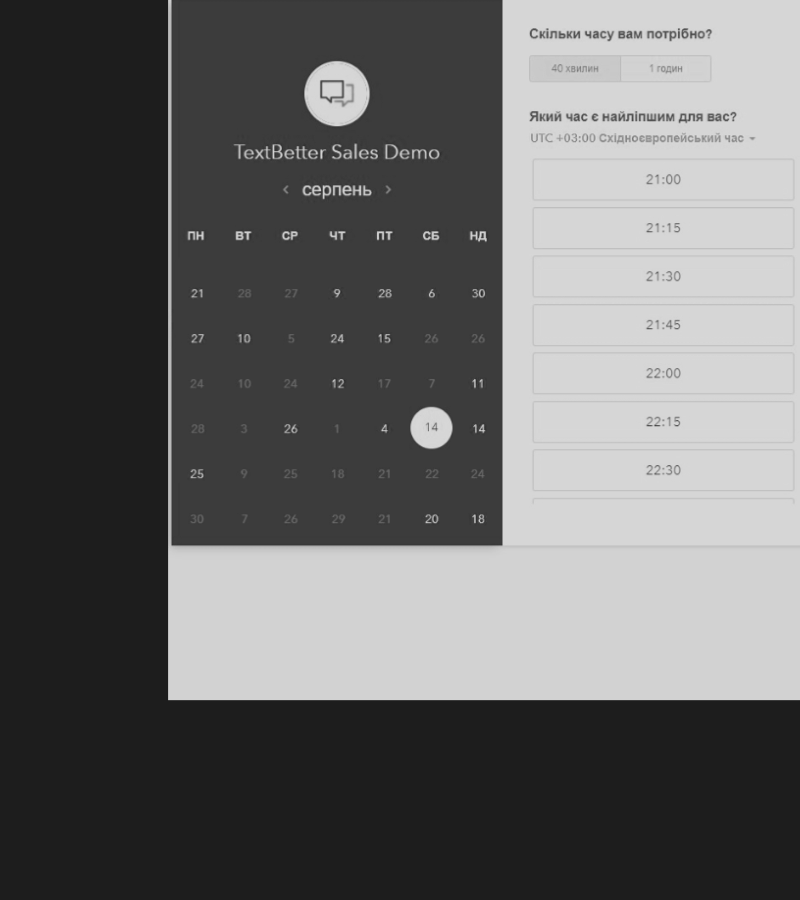 TextBetter Sales Demo
серпень
ПН ВТ СР ЧТ ПТ СБ НД
21 28 27 9 28 6 30
27 10 5 24 15 26 26
24 10 24 12 17 7 11
28 3 26 1 4 14 14
25 9 25 18 21 22 24
30 7 26 29 21 20 18
Скільки часу вам потрібно?
40 хвилин 1 годин
Який час є найліпшим для вас?
UTC +03:00 Східноєвропейський час
21:00
21:15
21:30
21:45
22:00
22:15
22:30